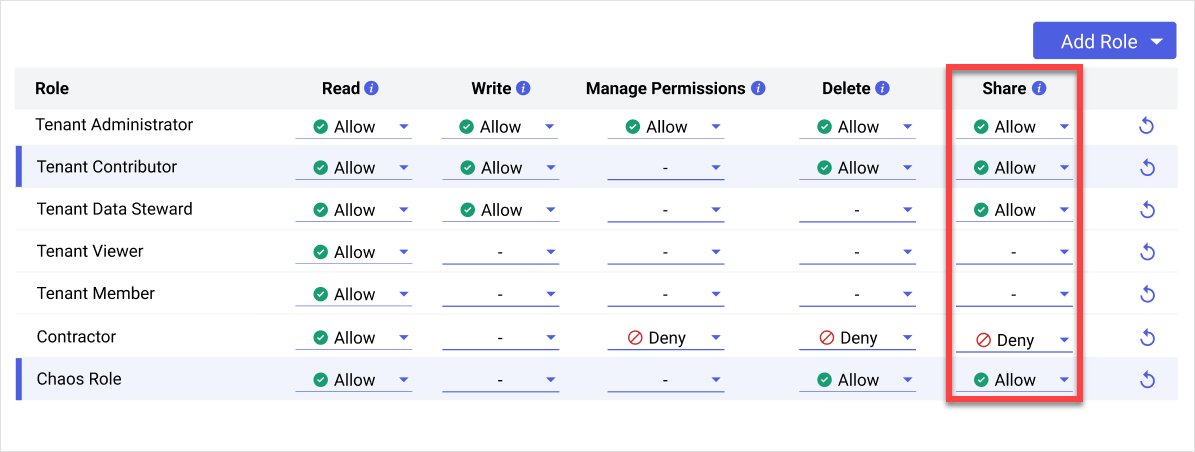 Add Role
Role Read i Write i Manage Permissions i Delete i Share i
Tenant Administrator Allow Allow Allow Allow Allow
Tenant Contributor Allow Allow - Allow Allow
Tenant Data Steward Allow Allow - - Allow
Tenant Viewer Allow - - - -
Tenant Member Allow - - - -
Contractor Allow - Deny Deny Deny
Chaos Role Allow - - Allow Allow